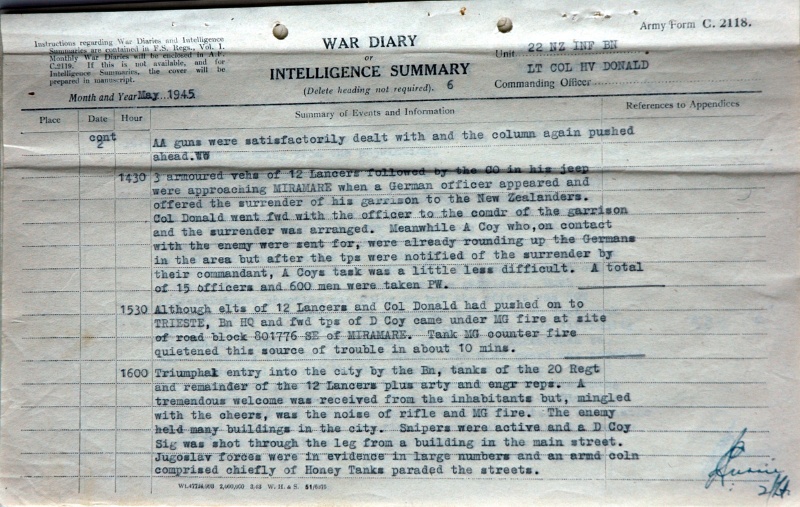 Army Form C. 2118.
Instructions regarding War Diaries and Intelligence
Summaries are contained in F.S. Regs., Vol. I.
Monthly War Diaries will be enclosed in A.F.
C.2119. If this is not available, and for
Intelligence Summaries, the cover will be
prepared in manuscript.
Month and Year May 1945
WAR DIARY
or
INTELLIGENCE SUMMARY
(Delete heading not required). 6
Unit 22 NZ INF BN
LT COL HV DONALD
Commanding Officer
Place Date Hour Summary of Events and Information References to Appendices
cont
2 AA guns were satisfactorily dealt with and the column again pushed
ahead.
1430 3 armoured vehs of 12 Lancers followed by the CO in his jeep
were approaching MIRAMARE when a German officer appeared and
offered the surrender of his garrison to the New Zealanders.
Col Donald went fwd with the officer to the comdr of the garrison
and the surrender was arranged. Meanwhile A Coy who, on contact
with the enemy were sent for, were already rounding up the Germans
in the area but after the tps were notified of the surrender by
their commandant, A Coys task was a little less difficult. A total
of 15 officers and 600 men were taken PW.
1530 Although elts of 12 Lancers and Col Donald had pushed on to
TRIESTE, Bn HQ and fwd tps of D Coy came under MG fire at site
of road block 801776 SE of MIRAMARE. Tank MG counter fire
quietened this source of trouble in about 10 mins.
1600 Triumphal entry into the city by the Bn, tanks of the 20 Regt
and remainder of the 12 Lancers plus arty and engr reps. A
tremendous welcome was received from the inhabitants but, mingled
with the cheers, was the noise of rifle and MG fire. The enemy
held many buildings in the city. Snipers were active and a D Coy
Sig was shot through the leg from a building in the main street.
Jugoslav forces were in evidence in large numbers and an armd coln
comprised chiefly of Honey Tanks paraded the streets.
W. H. & S.